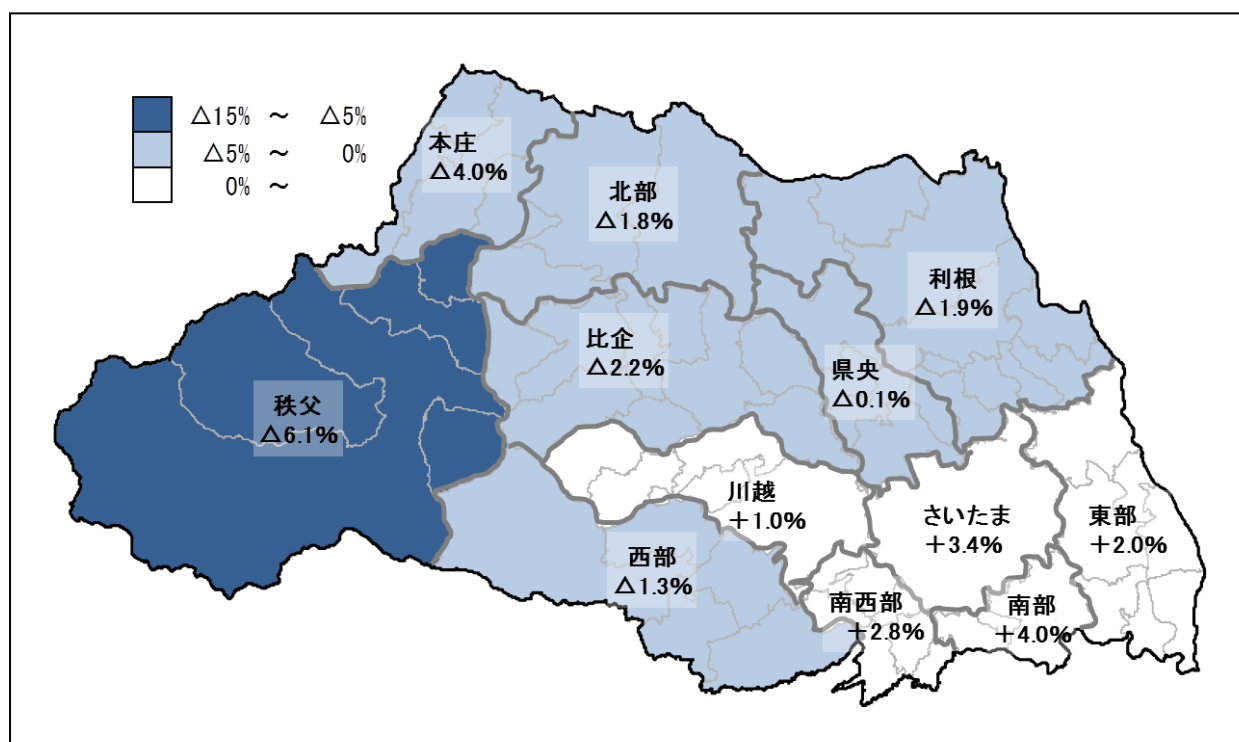 △15% ～ △5%
△5% ～ 0%
0% ～
本庄
△4.0%
北部
△1.8%
利根
△1.9%
比企
△2.2%
県央
△0.1%
秩父
△6.1%
川越
＋1.0%
さいたま
＋3.4%
東部
＋2.0%
西部
△1.3%
南西部
＋2.8%
南部
＋4.0%